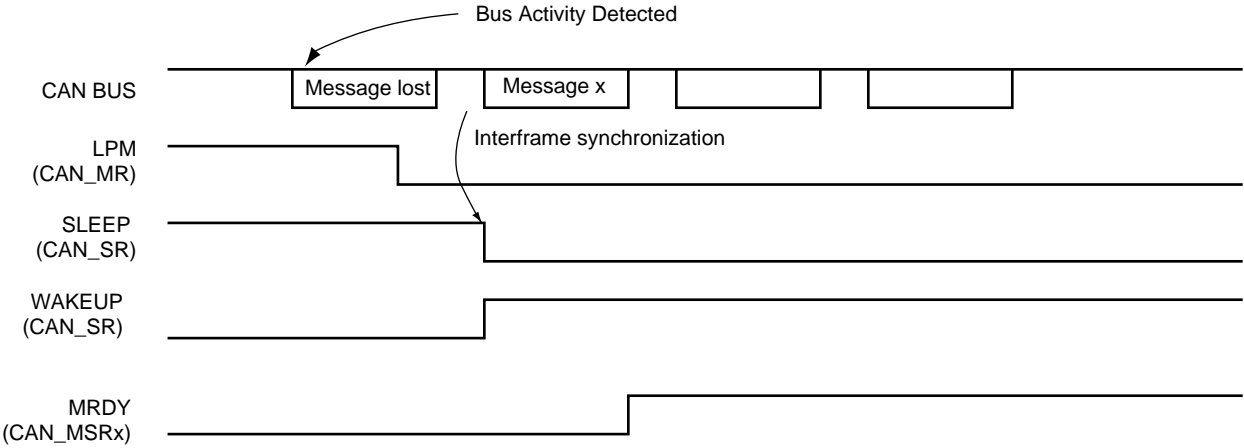 Bus Activity Detected
CAN BUS
Message lost
Message x
Interframe synchronization
LPM
(CAN_MR)
SLEEP
(CAN_SR)
WAKEUP
(CAN_SR)
MRDY
(CAN_MSRx)